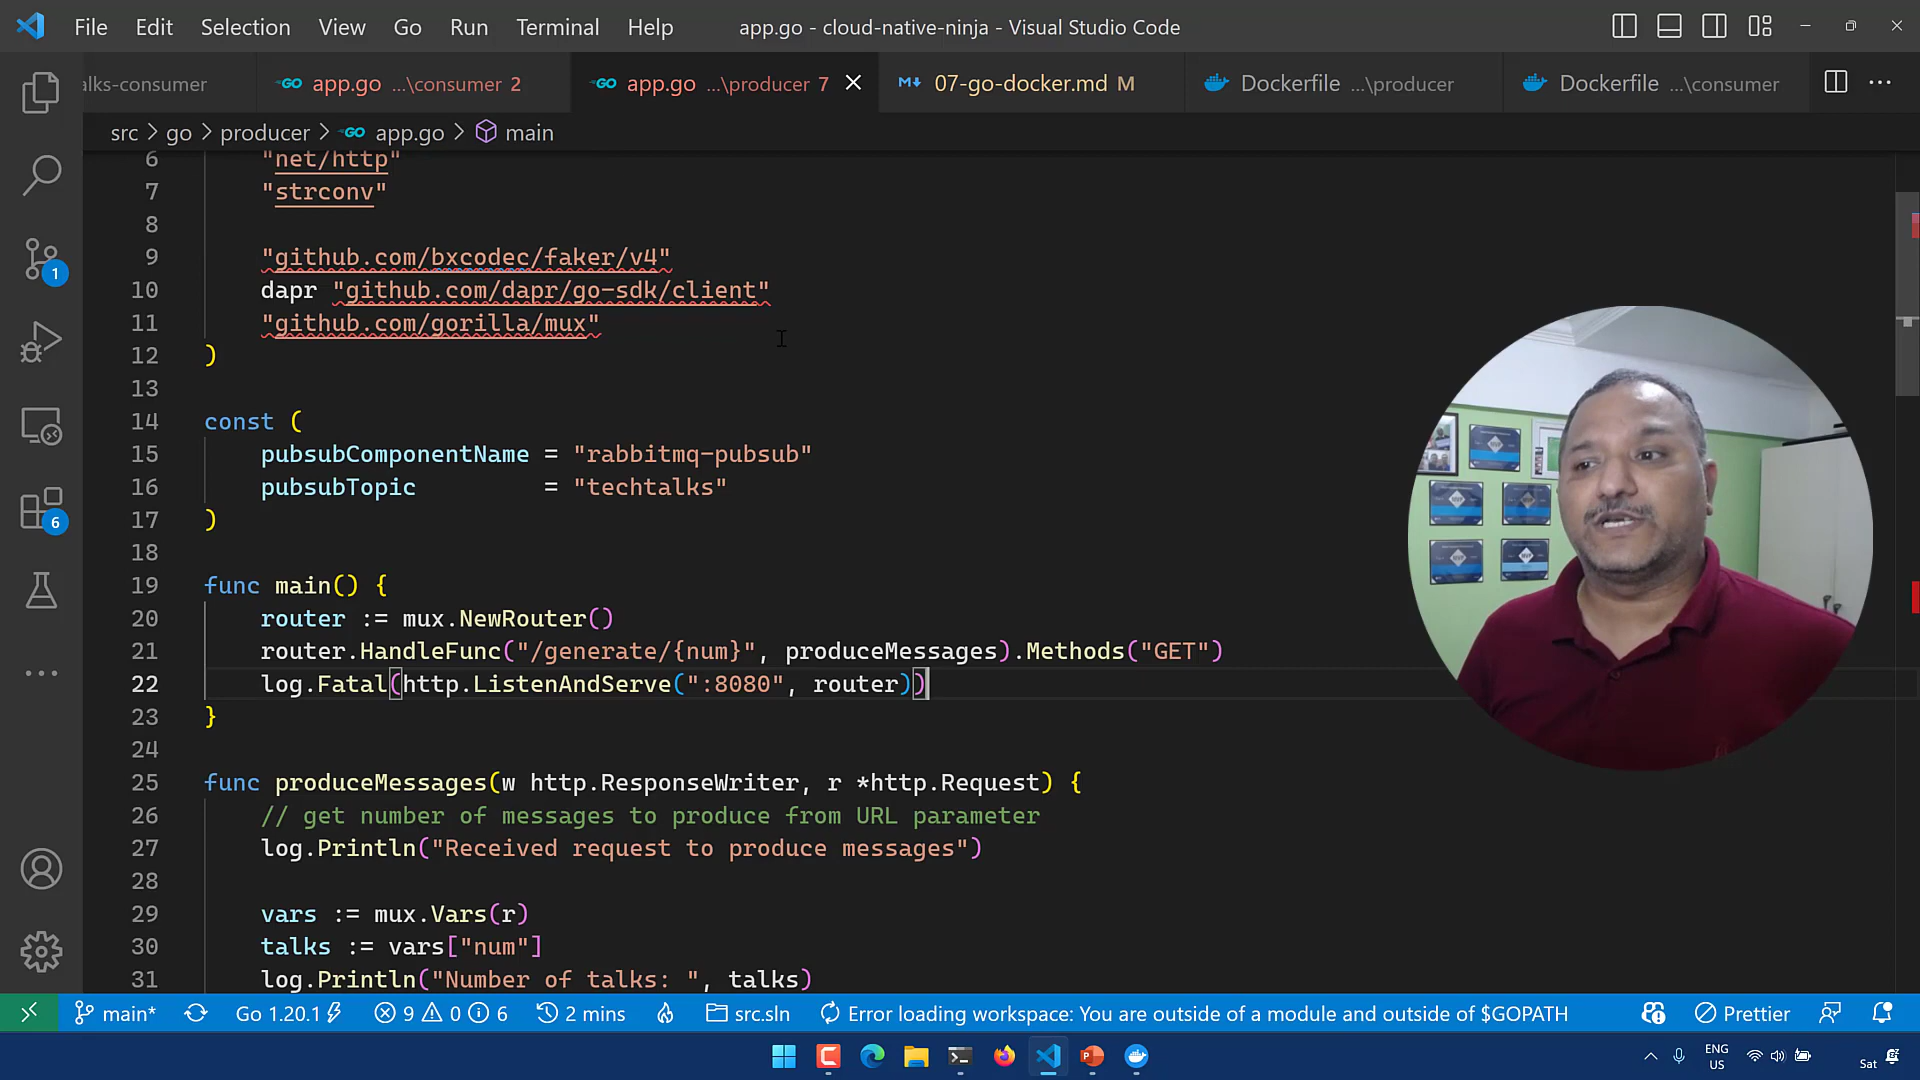 File Edit Selection View Go Run Terminal Help app.go - cloud-native-ninja - Visual Studio Code
alks-consumer app.go ...\consumer 2 app.go ...\producer 7 07-go-docker.md M Dockerfile ...\producer Dockerfile ...\consumer
src > go > producer > app.go > main
6 "net/http"
7 "strconv"
8
9 "github.com/bxcodec/faker/v4"
10 dapr "github.com/dapr/go-sdk/client"
11 "github.com/gorilla/mux"
12 )
13
14 const (
15 pubsubComponentName = "rabbitmq-pubsub"
16 pubsubTopic = "techtalks"
17 )
18
19 func main() {
20 router := mux.NewRouter()
21 router.HandleFunc("/generate/{num}", produceMessages).Methods("GET")
22 log.Fatal(http.ListenAndServe(":8080", router))
23 }
24
25 func produceMessages(w http.ResponseWriter, r *http.Request) {
26 // get number of messages to produce from URL parameter
27 log.Println("Received request to produce messages")
28
29 vars := mux.Vars(r)
30 talks := vars["num"]
31 log.Println("Number of talks: ", talks)
1
6
main* Go 1.20.1 9 0 6 2 mins src.sln Error loading workspace: You are outside of a module and outside of $GOPATH Prettier
ENG
US
Sat